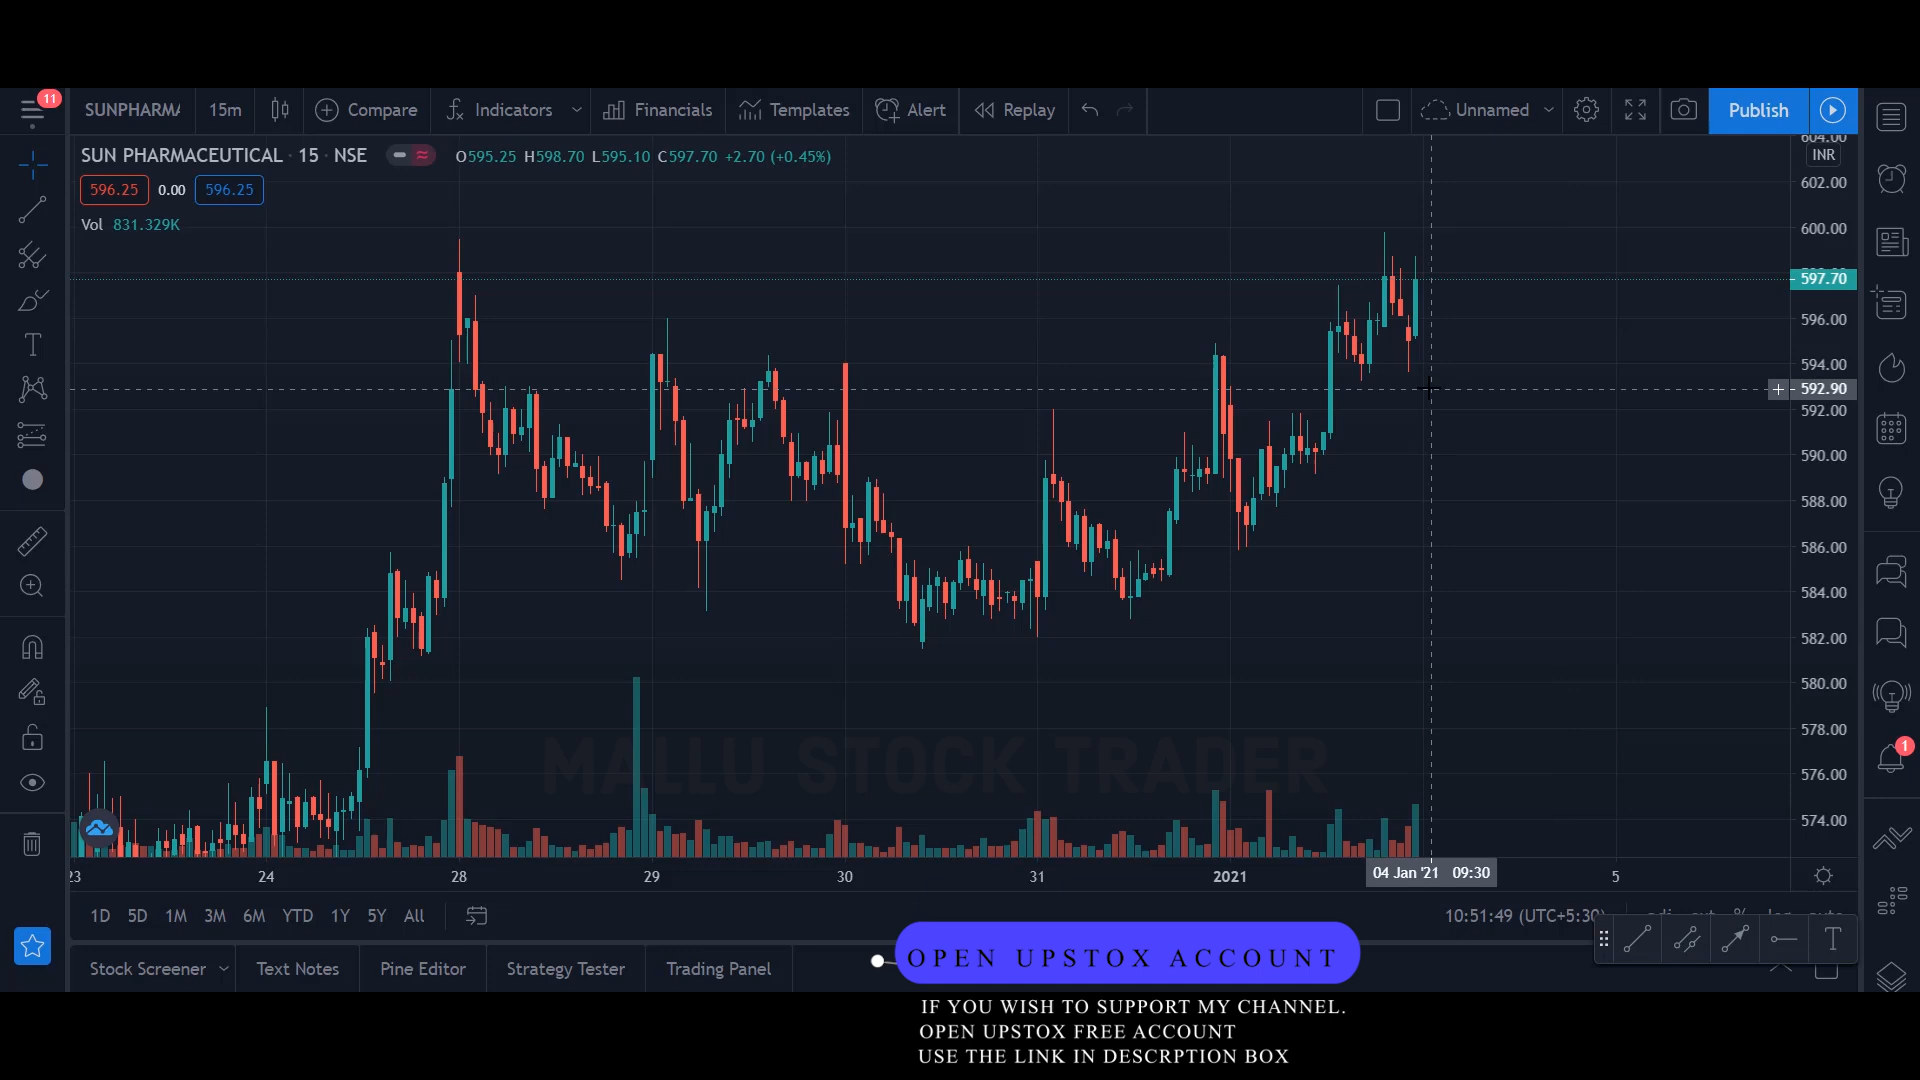 11
SUNPHARMA 15m Compare Indicators Financials Templates Alert Replay Unnamed Publish
SUN PHARMACEUTICAL · 15 · NSE O595.25 H598.70 L595.10 C597.70 +2.70 (+0.45%)
596.25 0.00 596.25
Vol 831.329K
604.00
INR
602.00
600.00
597.70
596.00
594.00
592.90
592.00
590.00
588.00
586.00
584.00
582.00
580.00
578.00
576.00
574.00
1
MALLU STOCK TRADER
23 24 28 29 30 31 2021 04 Jan '21 09:30 5
1D 5D 1M 3M 6M YTD 1Y 5Y All 10:51:49 (UTC+5:30) % log auto
Stock Screener Text Notes Pine Editor Strategy Tester Trading Panel
OPEN UPSTOX ACCOUNT
IF YOU WISH TO SUPPORT MY CHANNEL.
OPEN UPSTOX FREE ACCOUNT
USE THE LINK IN DESCRPTION BOX